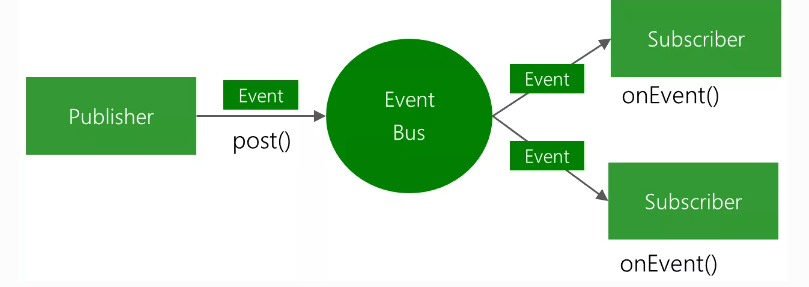 Publisher
Event
post()
Event
Bus
Event
Subscriber
onEvent()
Event
Subscriber
onEvent()